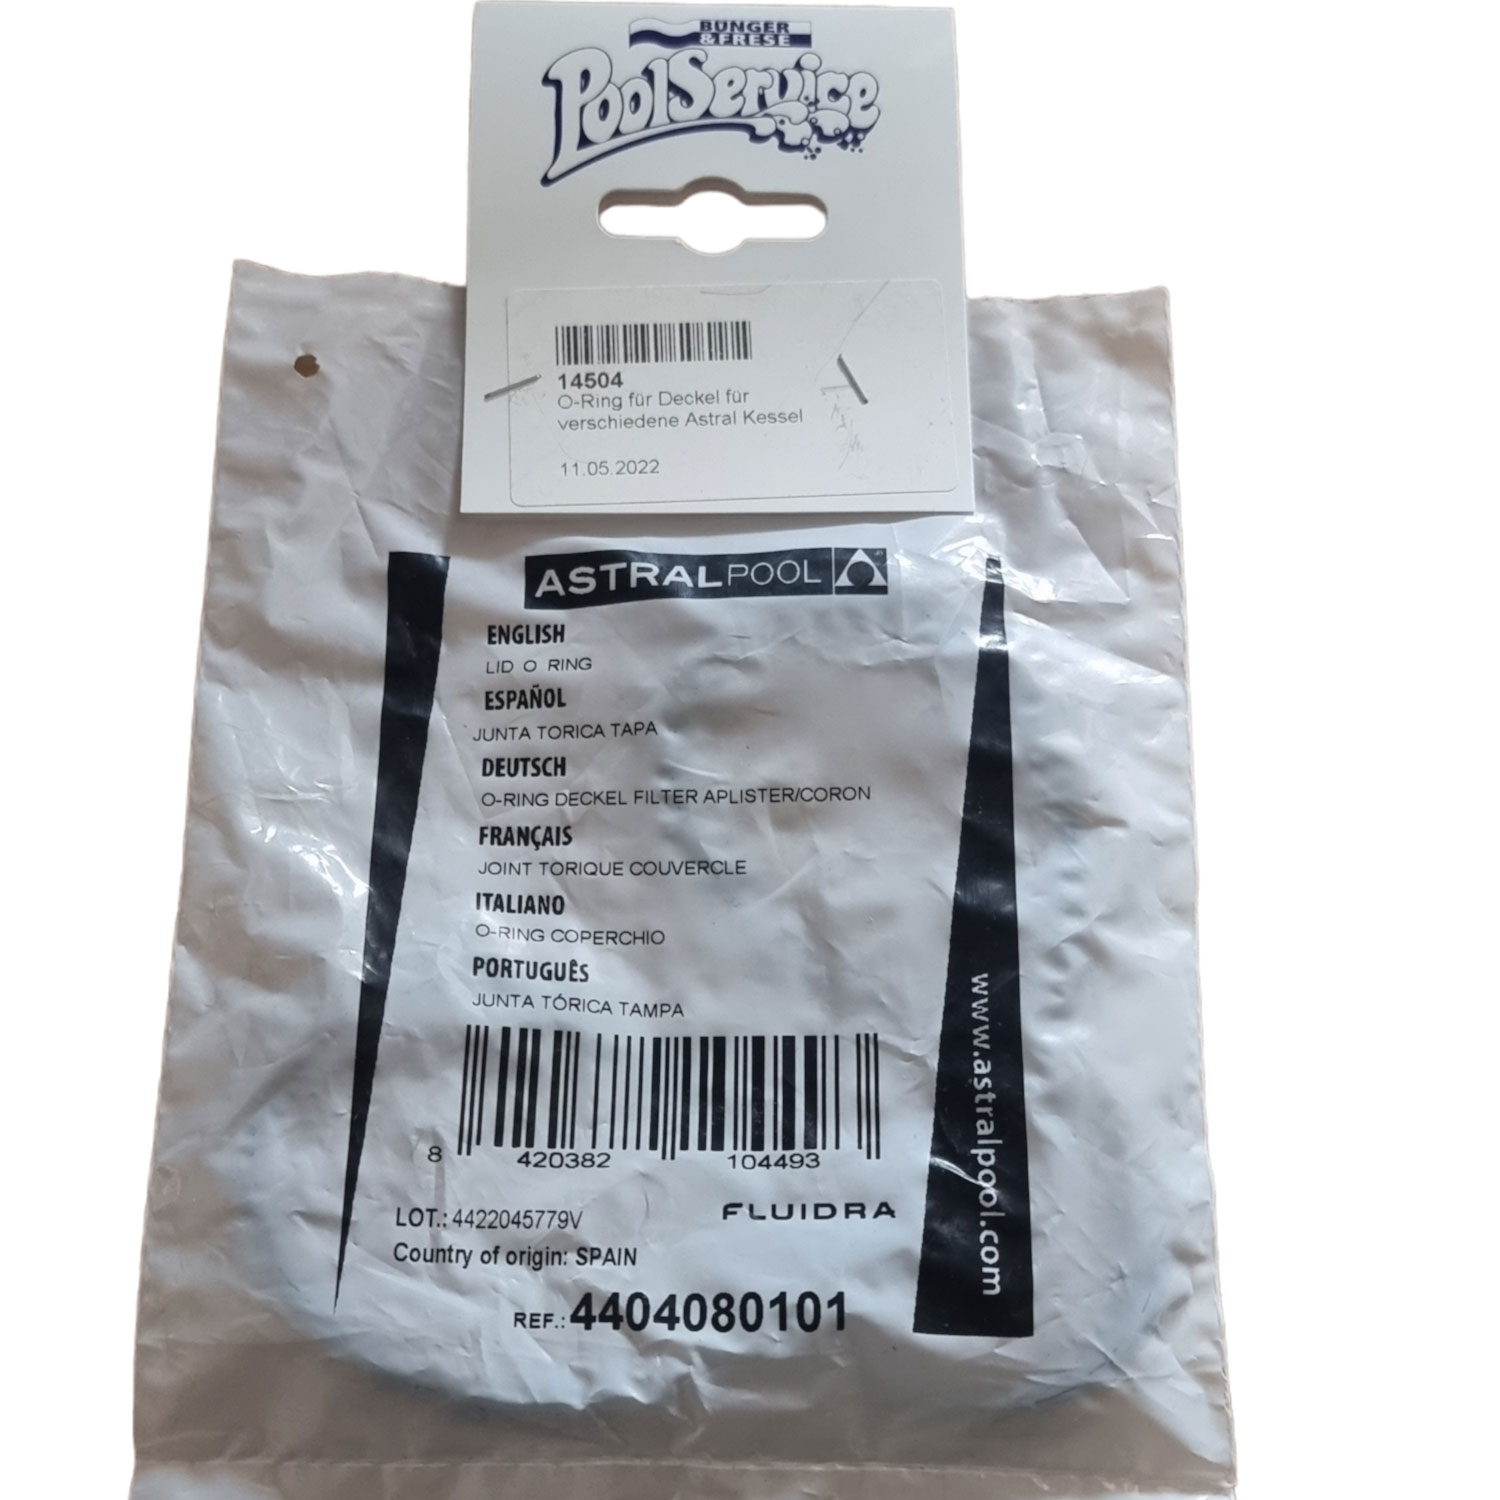 BÜNGER
&FRESE
PoolService
14504
O-Ring für Deckel für
verschiedene Astral Kessel
11.05.2022
ASTRALPOOL
ENGLISH
LID O RING
ESPAÑOL
JUNTA TORICA TAPA
DEUTSCH
O-RING DECKEL FILTER APLISTER/CORON
FRANÇAIS
JOINT TORIQUE COUVERCLE
ITALIANO
O-RING COPERCHIO
PORTUGUÊS
JUNTA TÓRICA TAMPA
8 420382 104493
FLUIDRA
LOT.: 4422045779V
Country of origin: SPAIN
REF.: 4404080101
www.astralpool.com